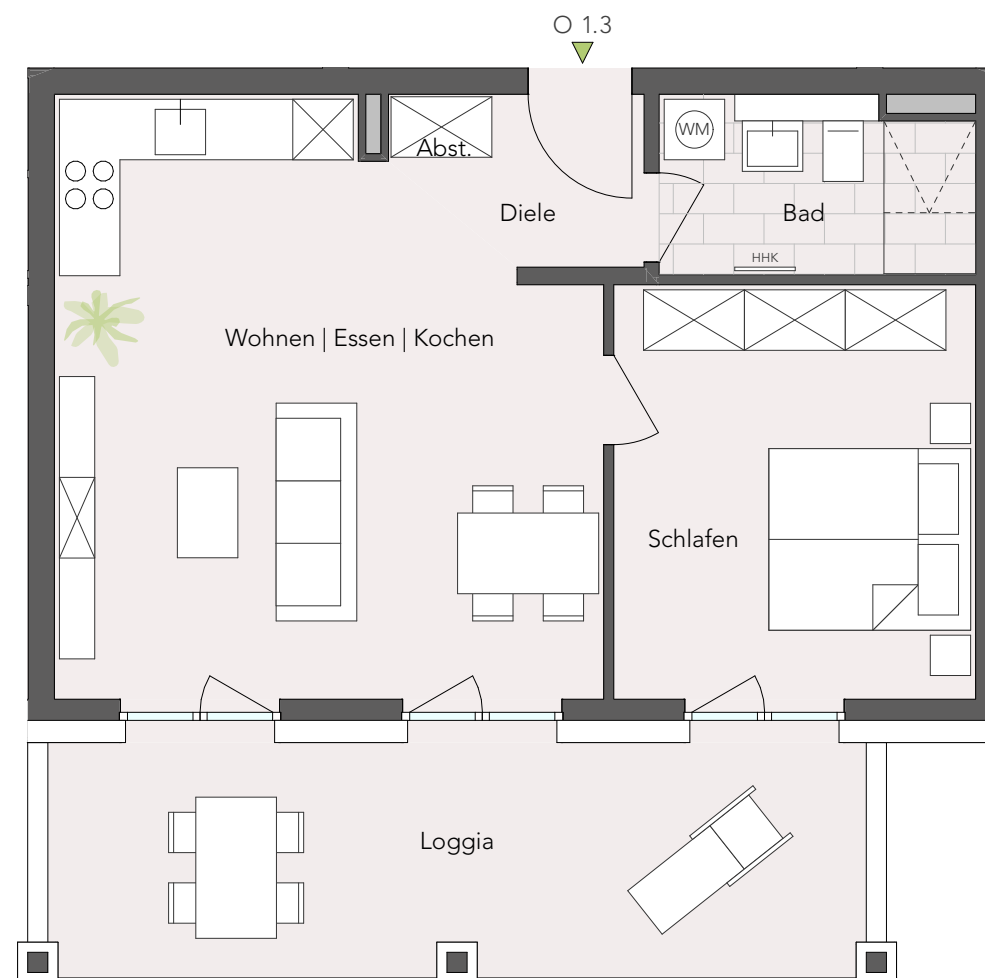 O 1.3
WM
Abst.
Diele
Bad
HHK
Wohnen | Essen | Kochen
Schlafen
Loggia